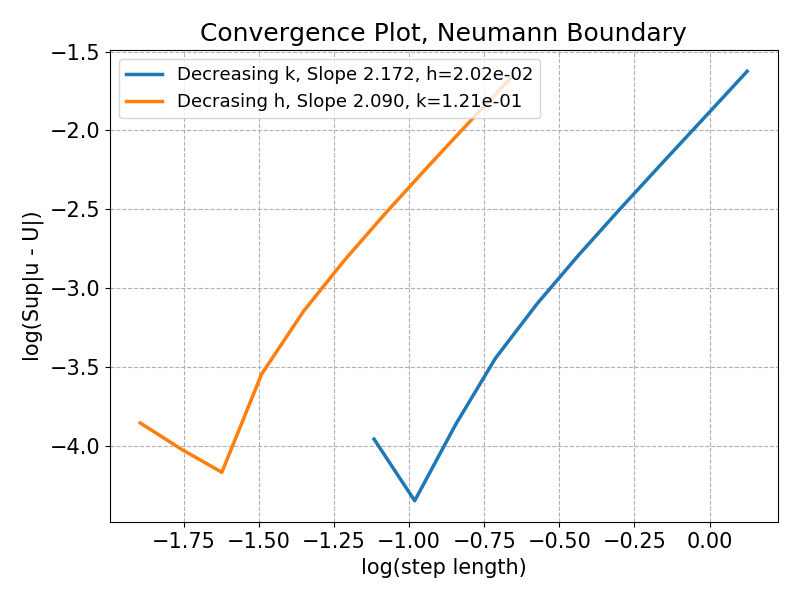 Convergence Plot, Neumann Boundary
Decreasing k, Slope 2.172, h=2.02e-02
Decrasing h, Slope 2.090, k=1.21e-01
−1.5
−2.0
−2.5
−3.0
−3.5
−4.0
log(Sup|u - U|)
−1.75 −1.50 −1.25 −1.00 −0.75 −0.50 −0.25 0.00
log(step length)